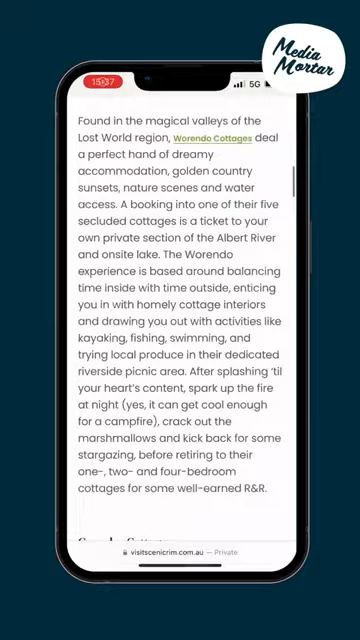 Media
Mortar
15:37
5G
Found in the magical valleys of the
Lost World region, Worendo Cottages deal
a perfect hand of dreamy
accommodation, golden country
sunsets, nature scenes and water
access. A booking into one of their five
secluded cottages is a ticket to your
own private section of the Albert River
and onsite lake. The Worendo
experience is based around balancing
time inside with time outside, enticing
you in with homely cottage interiors
and drawing you out with activities like
kayaking, fishing, swimming, and
trying local produce in their dedicated
riverside picnic area. After splashing ‘til
your heart’s content, spark up the fire
at night (yes, it can get cool enough
for a campfire), crack out the
marshmallows and kick back for some
stargazing, before retiring to their
one-, two- and four-bedroom
cottages for some well-earned R&R.
visitscenicrim.com.au — Private